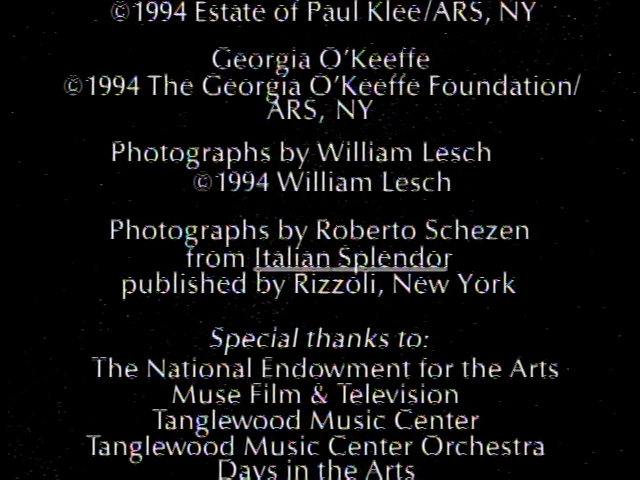 ©1994 Estate of Paul Klee/ARS, NY
Georgia O'Keeffe
©1994 The Georgia O'Keeffe Foundation/
ARS, NY
Photographs by William Lesch
©1994 William Lesch
Photographs by Roberto Schezen
from Italian Splendor
published by Rizzoli, New York
Special thanks to:
The National Endowment for the Arts
Muse Film & Television
Tanglewood Music Center
Tanglewood Music Center Orchestra
Days in the Arts